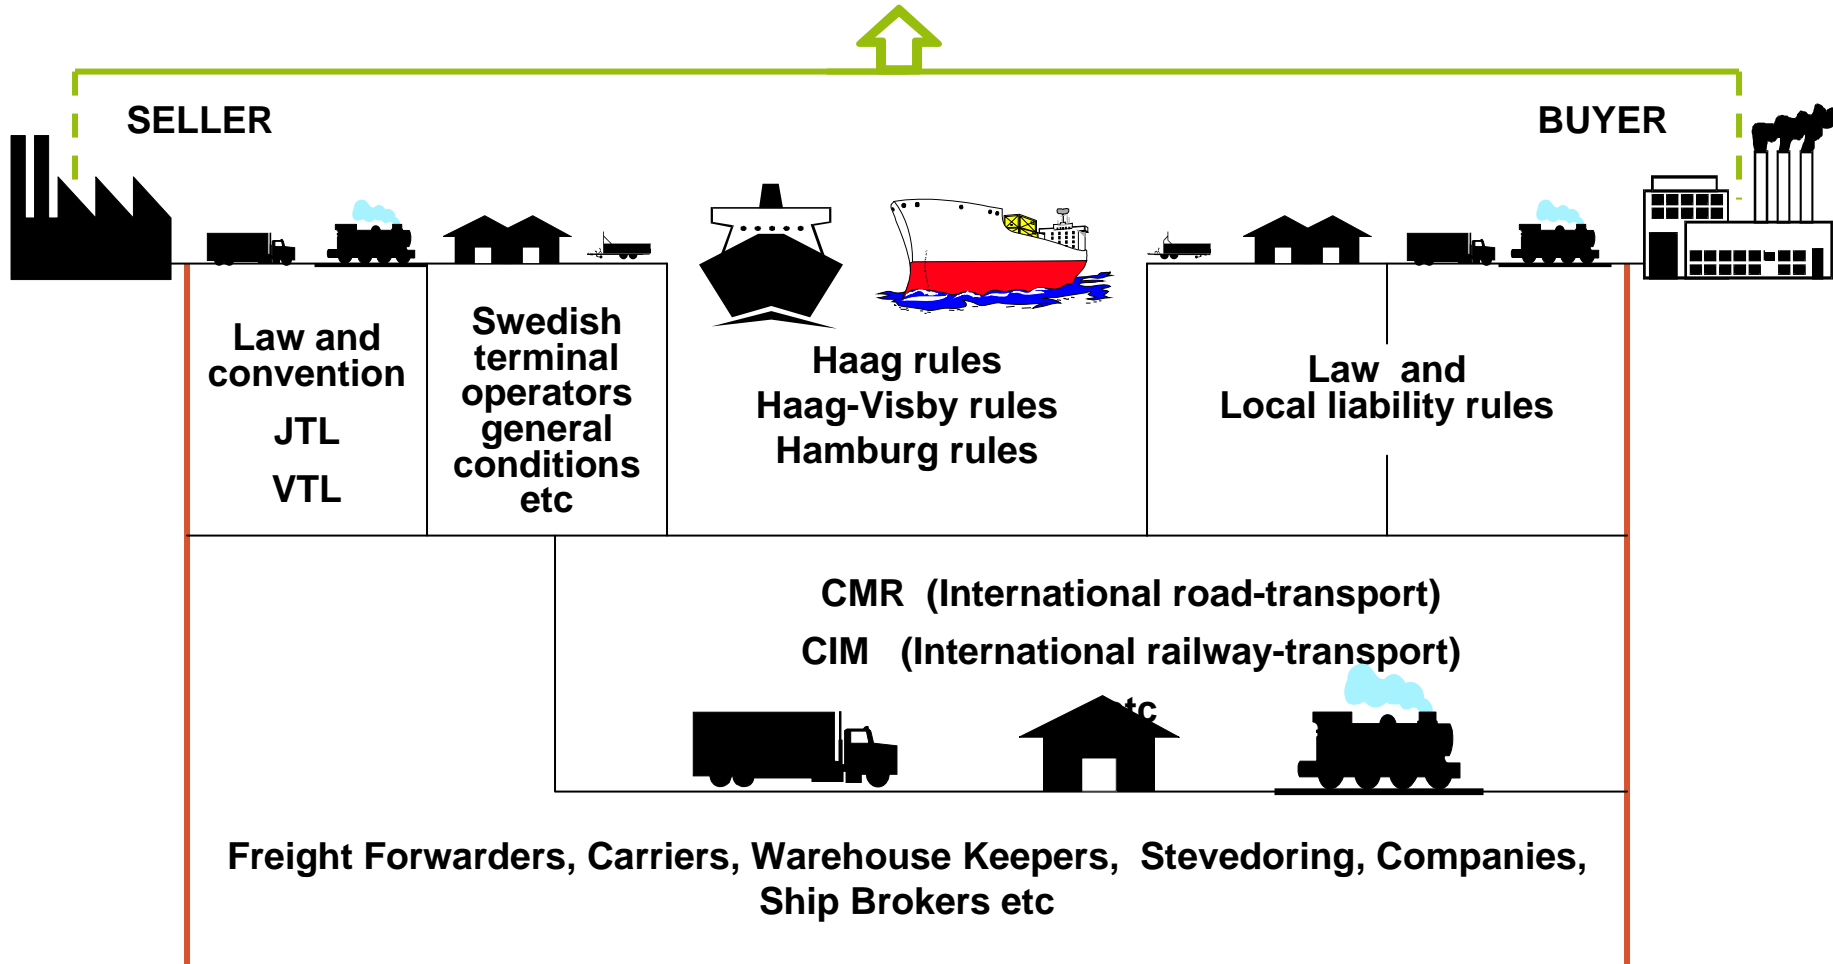 SELLER
BUYER
Law and
convention
JTL
VTL
Swedish
terminal
operators
general
conditions
etc
Haag rules
Haag-Visby rules
Hamburg rules
Law and
Local liability rules
CMR (International road-transport)
CIM (International railway-transport)
etc
Freight Forwarders, Carriers, Warehouse Keepers, Stevedoring, Companies,
Ship Brokers etc